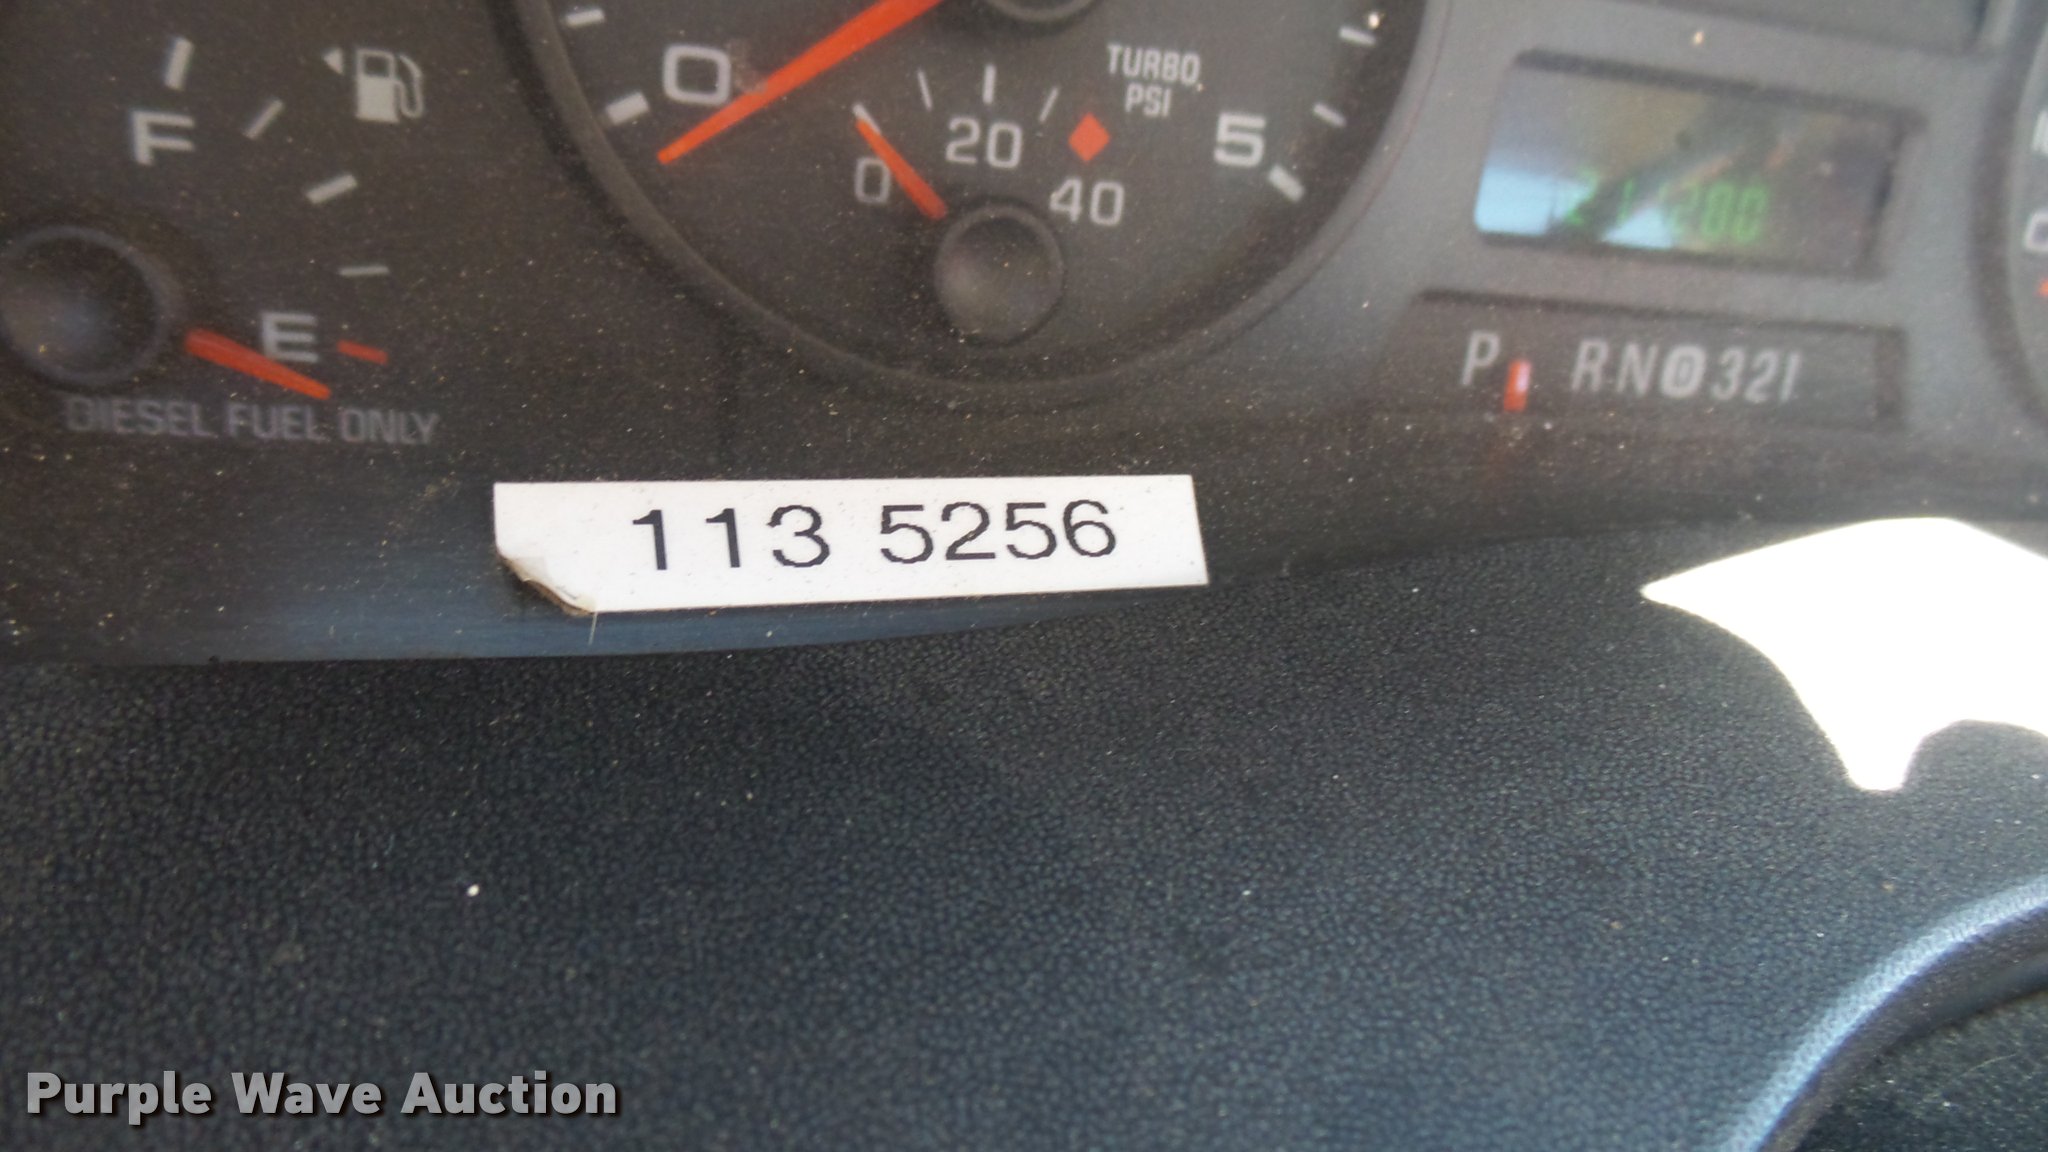 F
0
TURBO
PSI
20
0
40
5
E
DIESEL FUEL ONLY
P RN D 321
113 5256
Purple Wave Auction